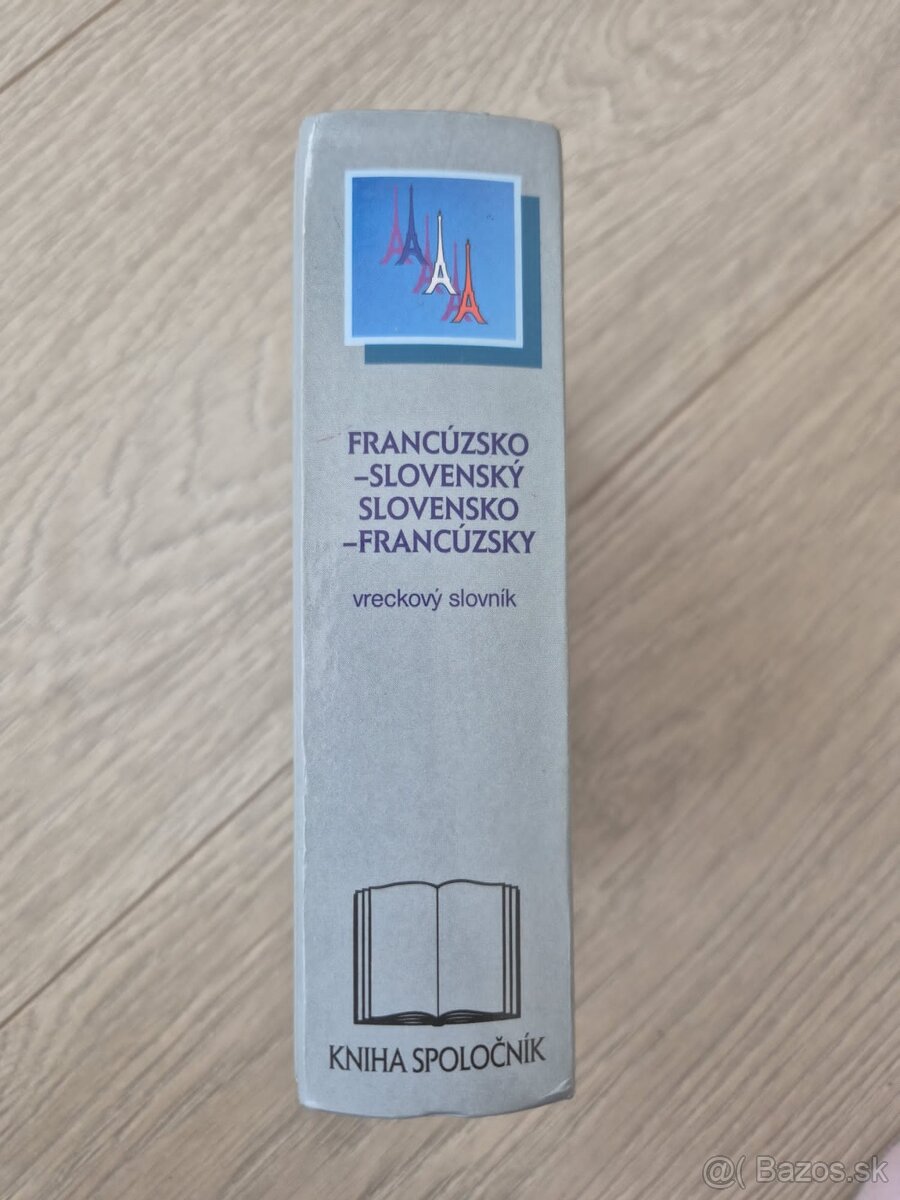 FRANCÚZSKO
–SLOVENSKÝ
SLOVENSKO
–FRANCÚZSKY
vreckový slovník
KNIHA SPOLOČNÍK
@( Bazos.sk